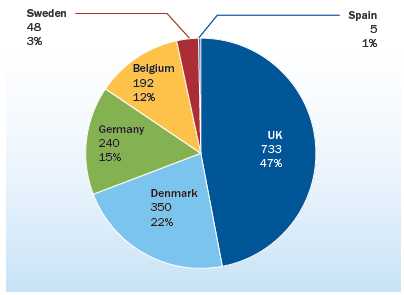 Sweden
48
3%
Spain
5
1%
Belgium
192
12%
Germany
240
15%
UK
733
47%
Denmark
350
22%